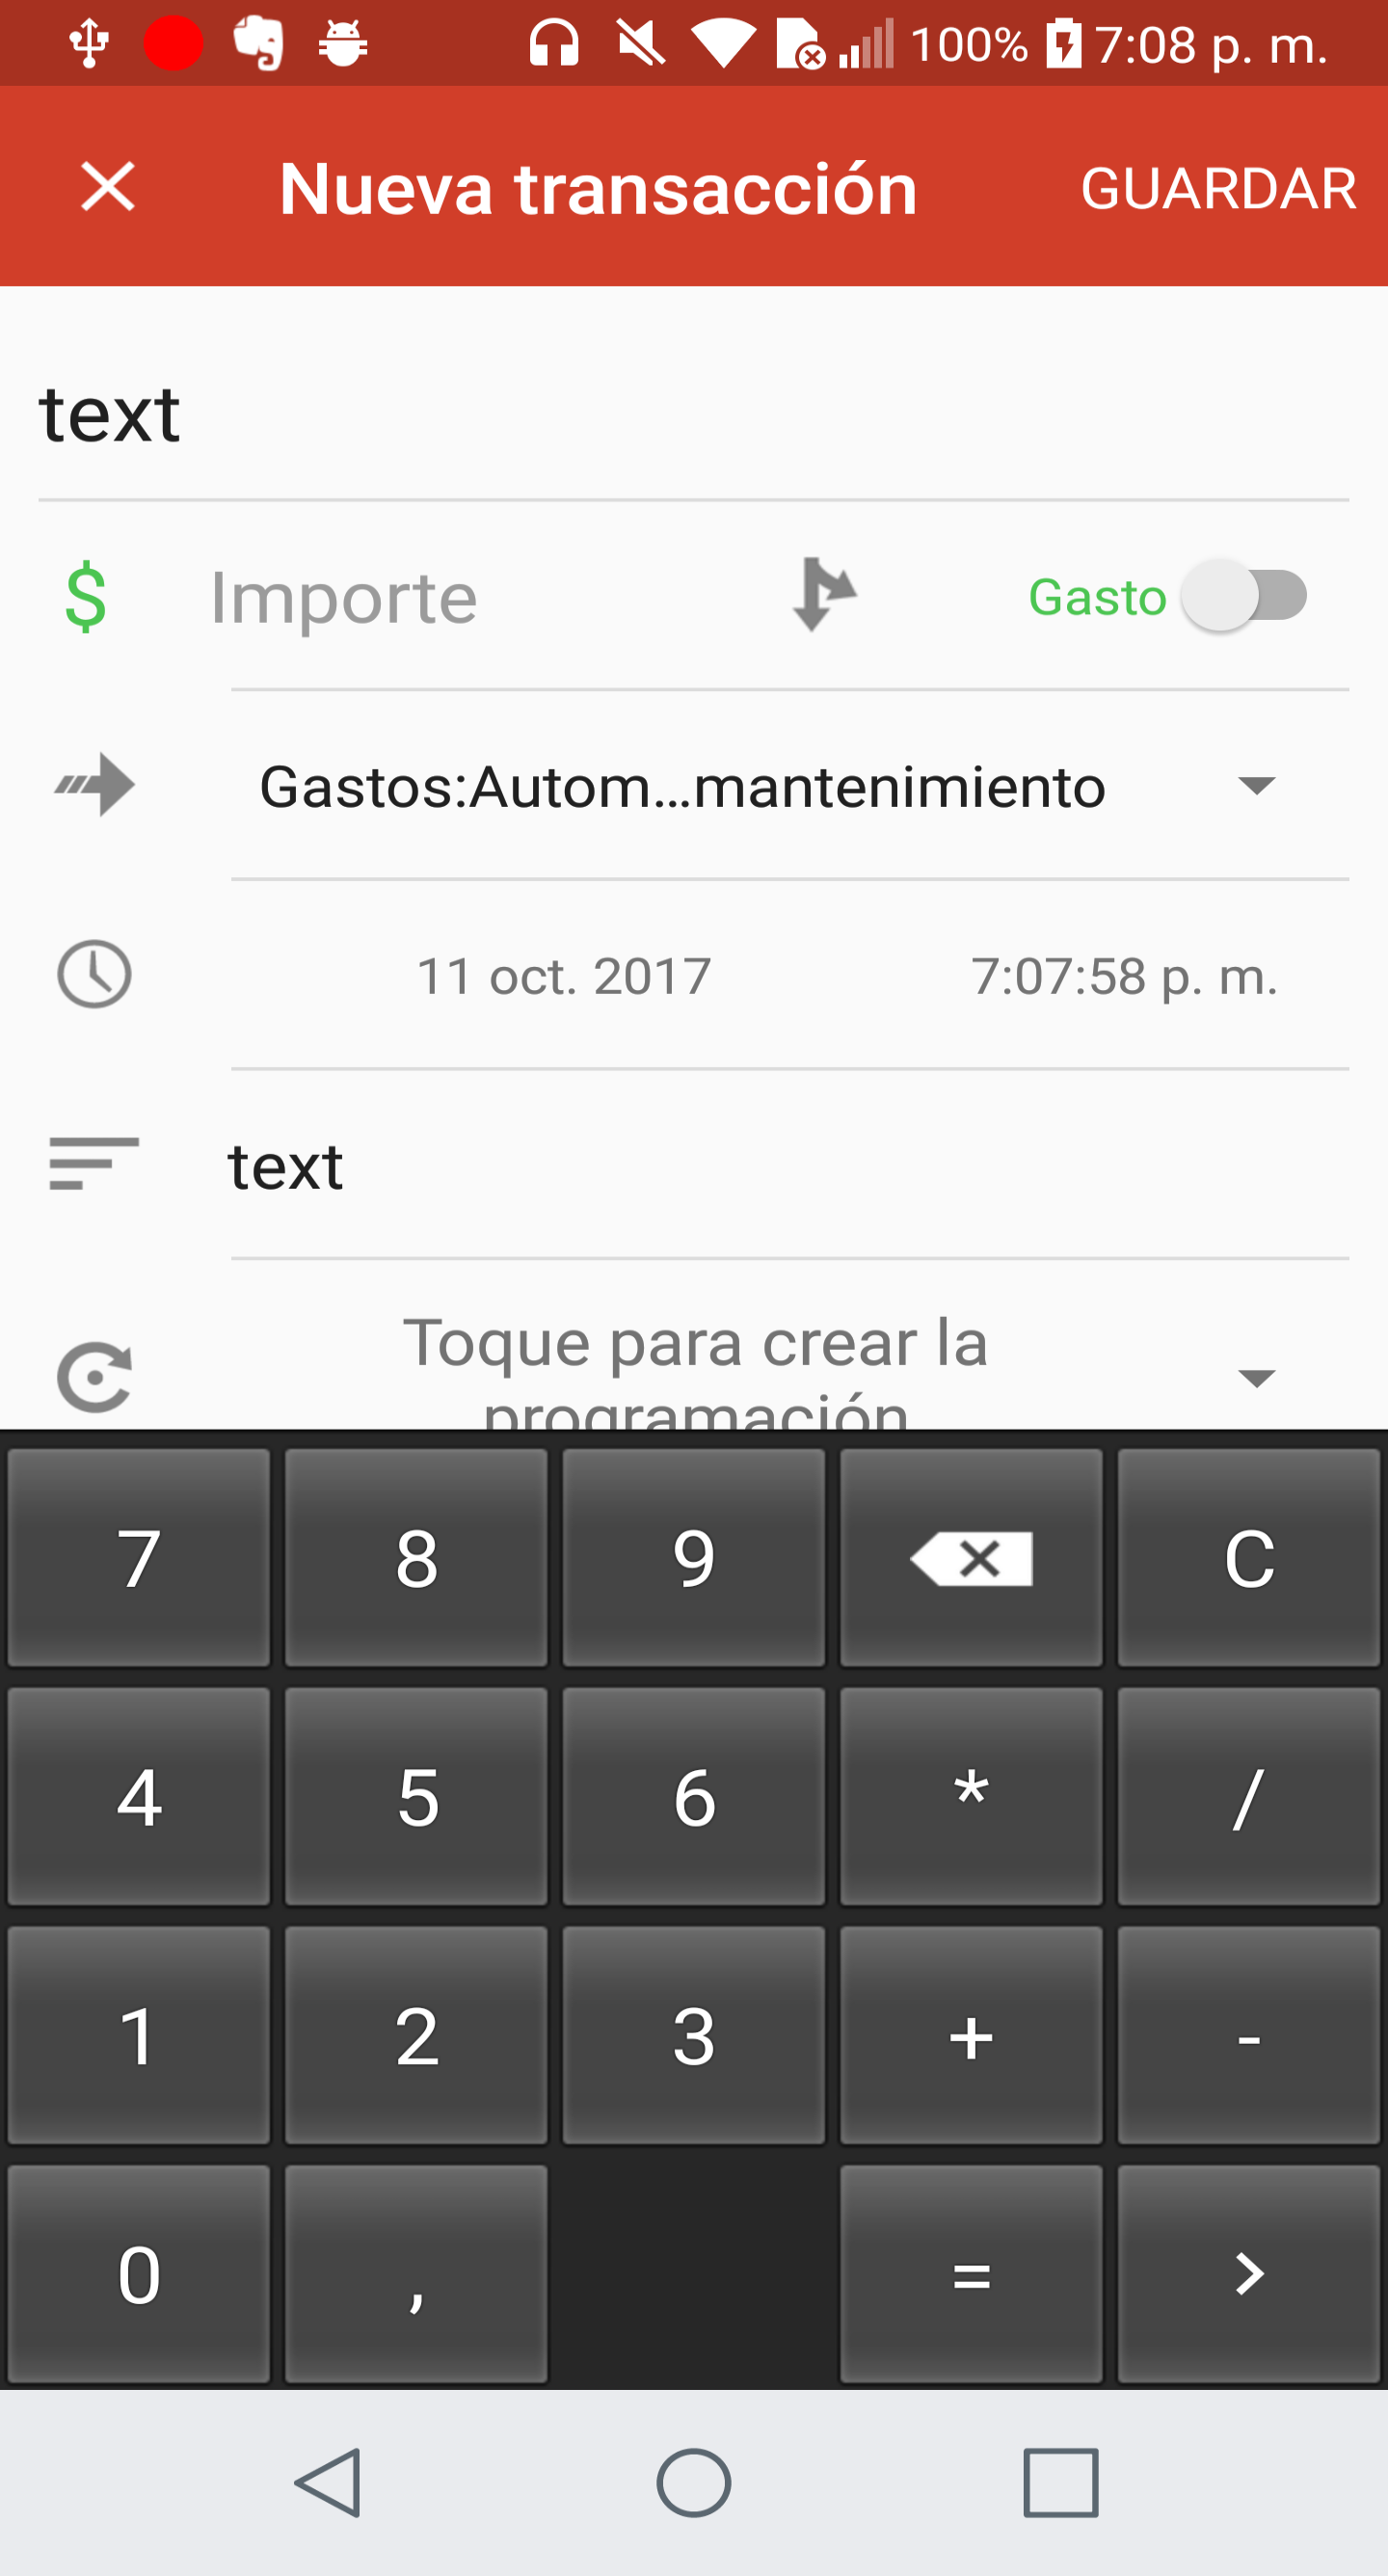 100% 7:08 p. m.
Nueva transacción GUARDAR
text
$ Importe Gasto
Gastos:Autom...mantenimiento
11 oct. 2017 7:07:58 p. m.
text
Toque para crear la
programación
7 8 9 C
4 5 6 * /
1 2 3 + -
0 , = >